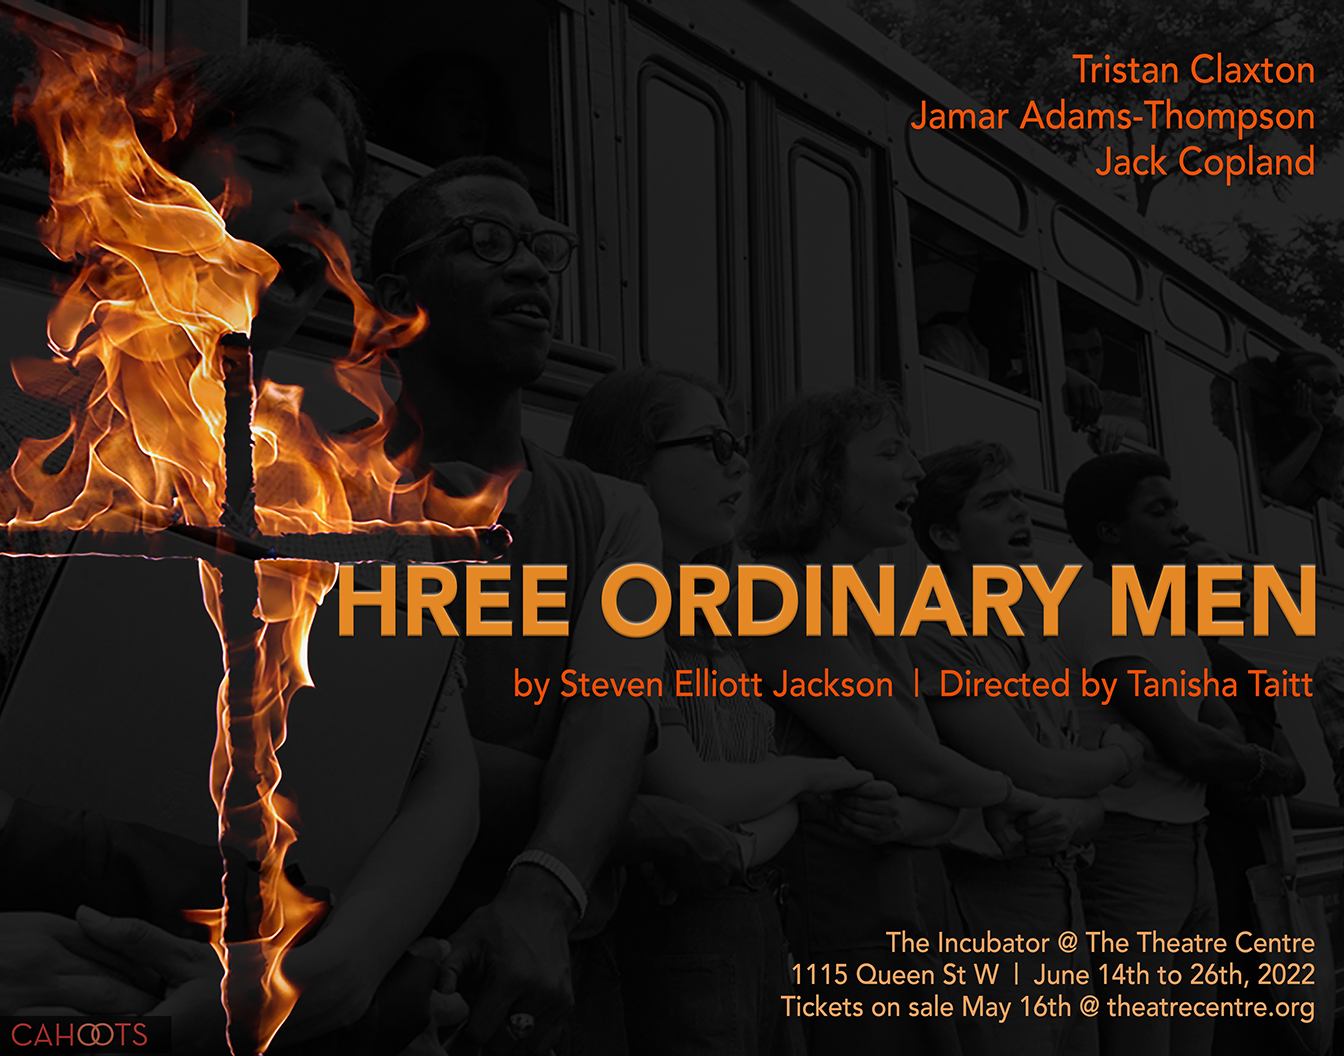 Tristan Claxton
Jamar Adams-Thompson
Jack Copland
THREE ORDINARY MEN
by Steven Elliott Jackson | Directed by Tanisha Taitt
The Incubator @ The Theatre Centre
1115 Queen St W | June 14th to 26th, 2022
Tickets on sale May 16th @ theatrecentre.org
CAHOOTS